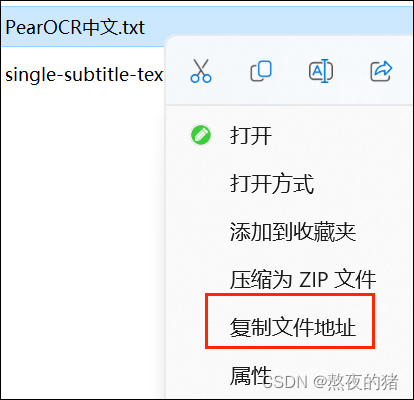 PearOCR中文.txt
single-subtitle-tex
打开
打开方式
添加到收藏夹
压缩为 ZIP 文件
复制文件地址
属性
CSDN @熬夜的猪